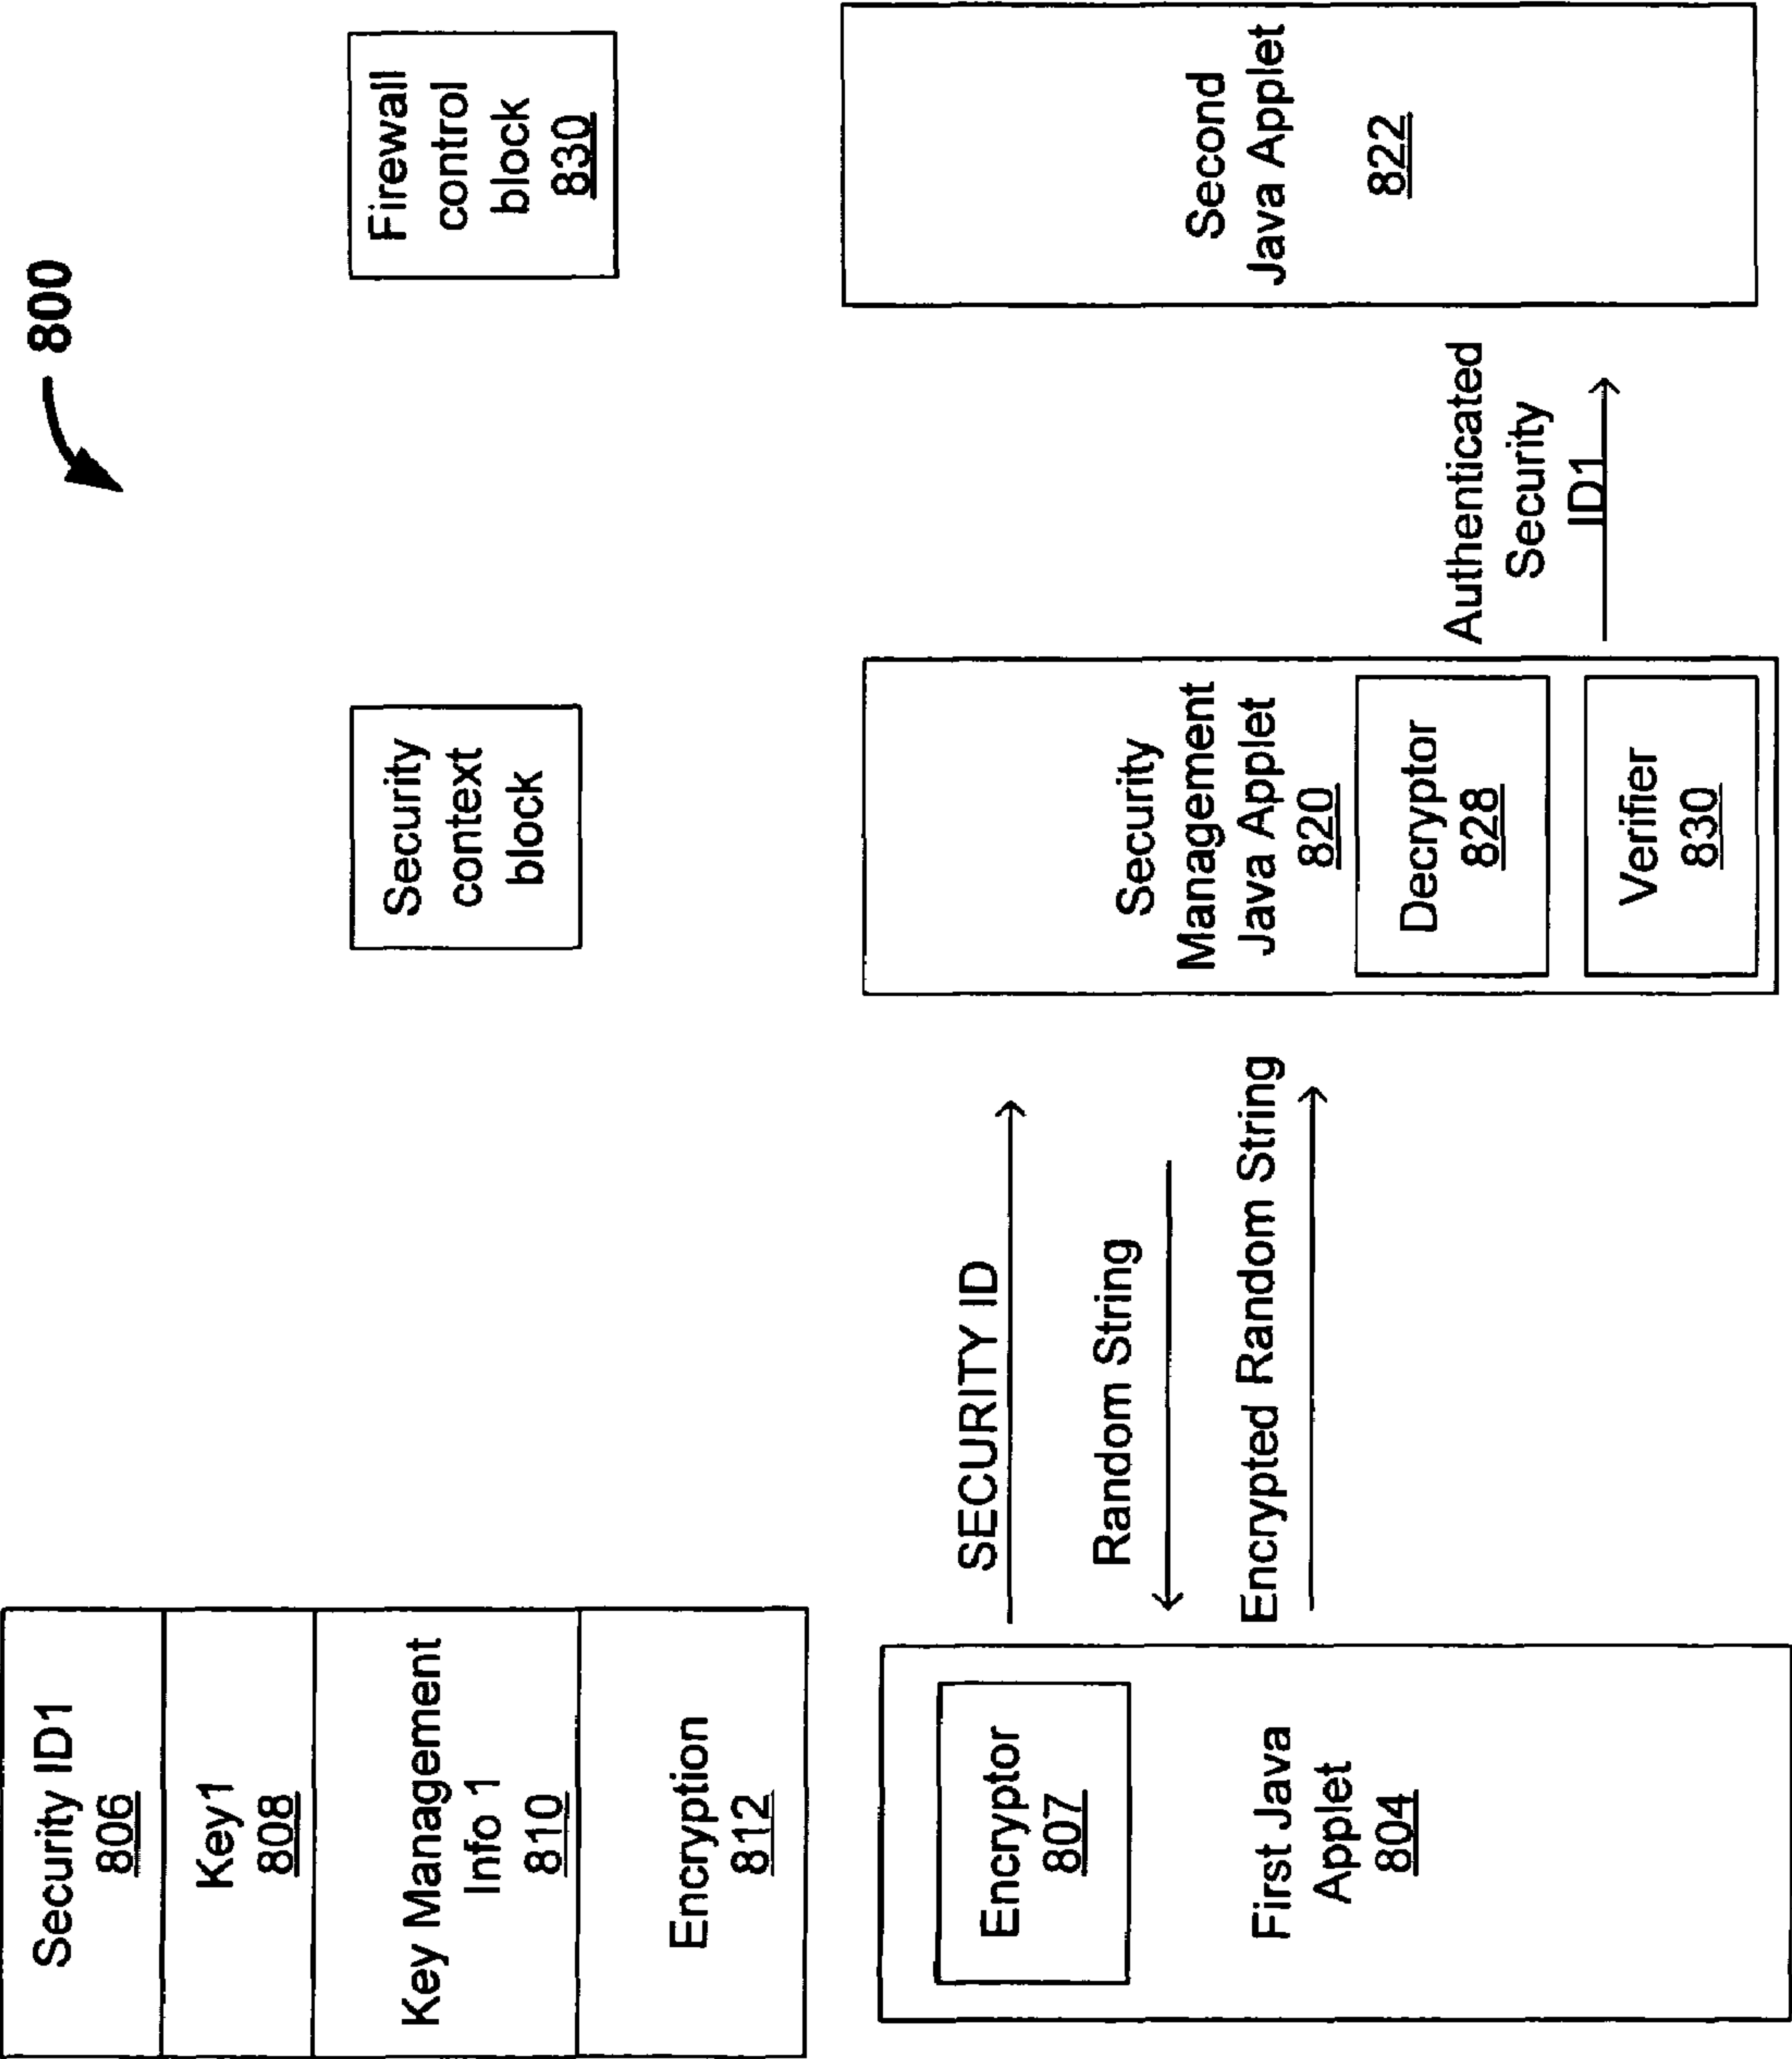 800
Security ID1
806
Key1
808
Key Management
Info 1
810
Encryption
812
Security
context
block
Firewall
control
block
830
Encryptor
807
First Java
Applet
804
SECURITY ID
Random String
Encrypted Random String
Security
Management
Java Applet
820
Decryptor
828
Verifier
830
Authenticated
Security
ID1
Second
Java Applet
822